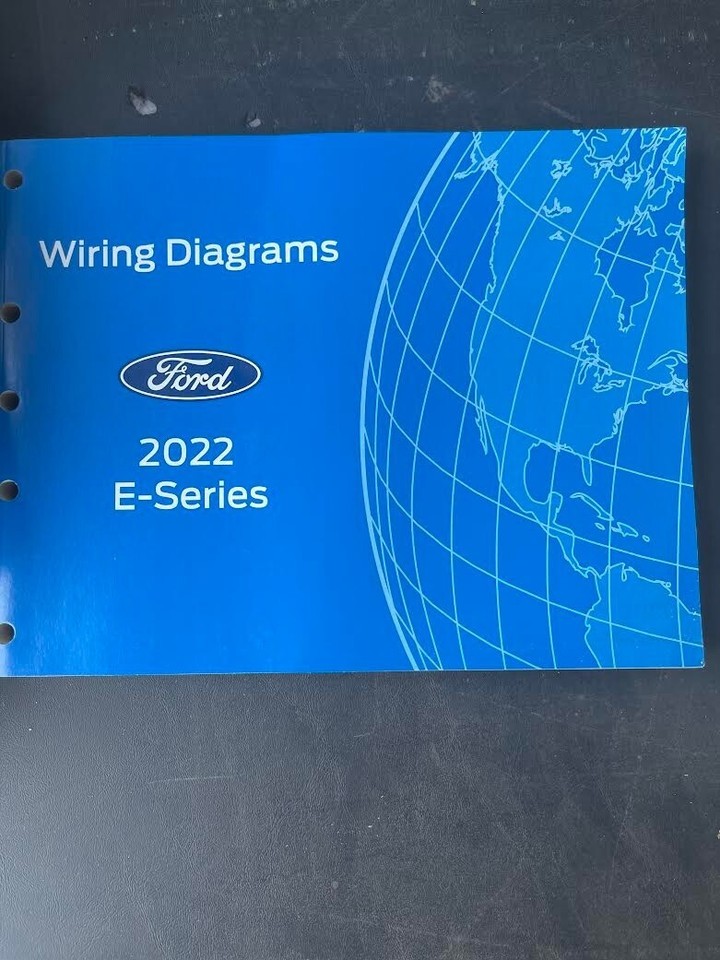 Wiring Diagrams
Ford
2022
E-Series